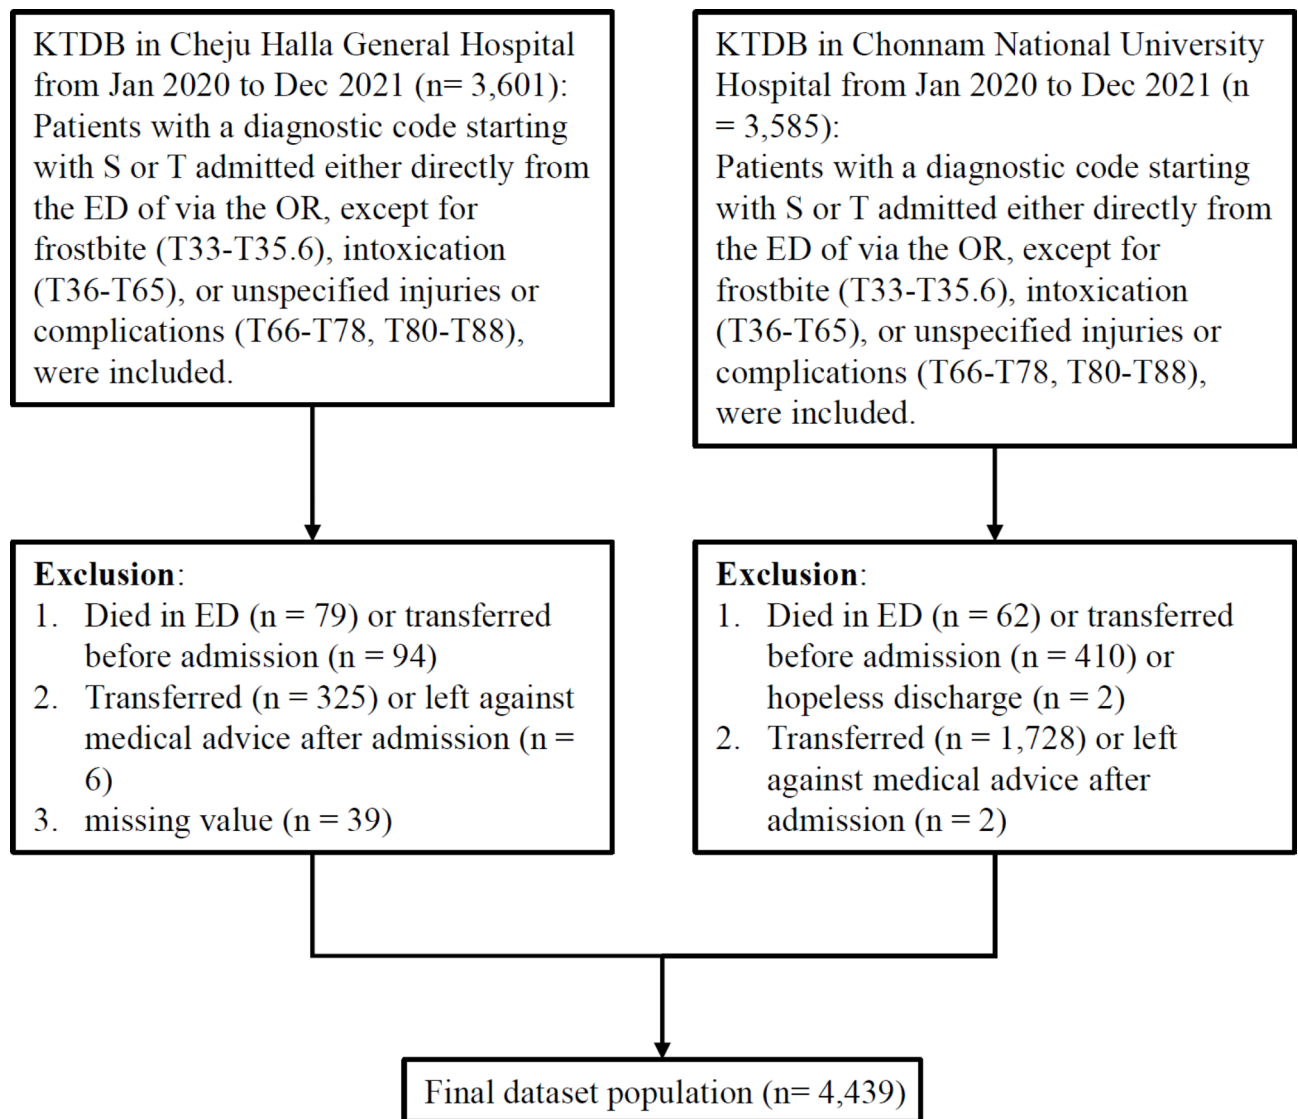 KTDB in Cheju Halla General Hospital
from Jan 2020 to Dec 2021 (n= 3,601):
Patients with a diagnostic code starting
with S or T admitted either directly from
the ED of via the OR, except for
frostbite (T33-T35.6), intoxication
(T36-T65), or unspecified injuries or
complications (T66-T78, T80-T88),
were included.
KTDB in Chonnam National University
Hospital from Jan 2020 to Dec 2021 (n
= 3,585):
Patients with a diagnostic code starting
with S or T admitted either directly from
the ED of via the OR, except for
frostbite (T33-T35.6), intoxication
(T36-T65), or unspecified injuries or
complications (T66-T78, T80-T88),
were included.
Exclusion:
1. Died in ED (n = 79) or transferred
before admission (n = 94)
2. Transferred (n = 325) or left against
medical advice after admission (n =
6)
3. missing value (n = 39)
Exclusion:
1. Died in ED (n = 62) or transferred
before admission (n = 410) or
hopeless discharge (n = 2)
2. Transferred (n = 1,728) or left
against medical advice after
admission (n = 2)
Final dataset population (n= 4,439)